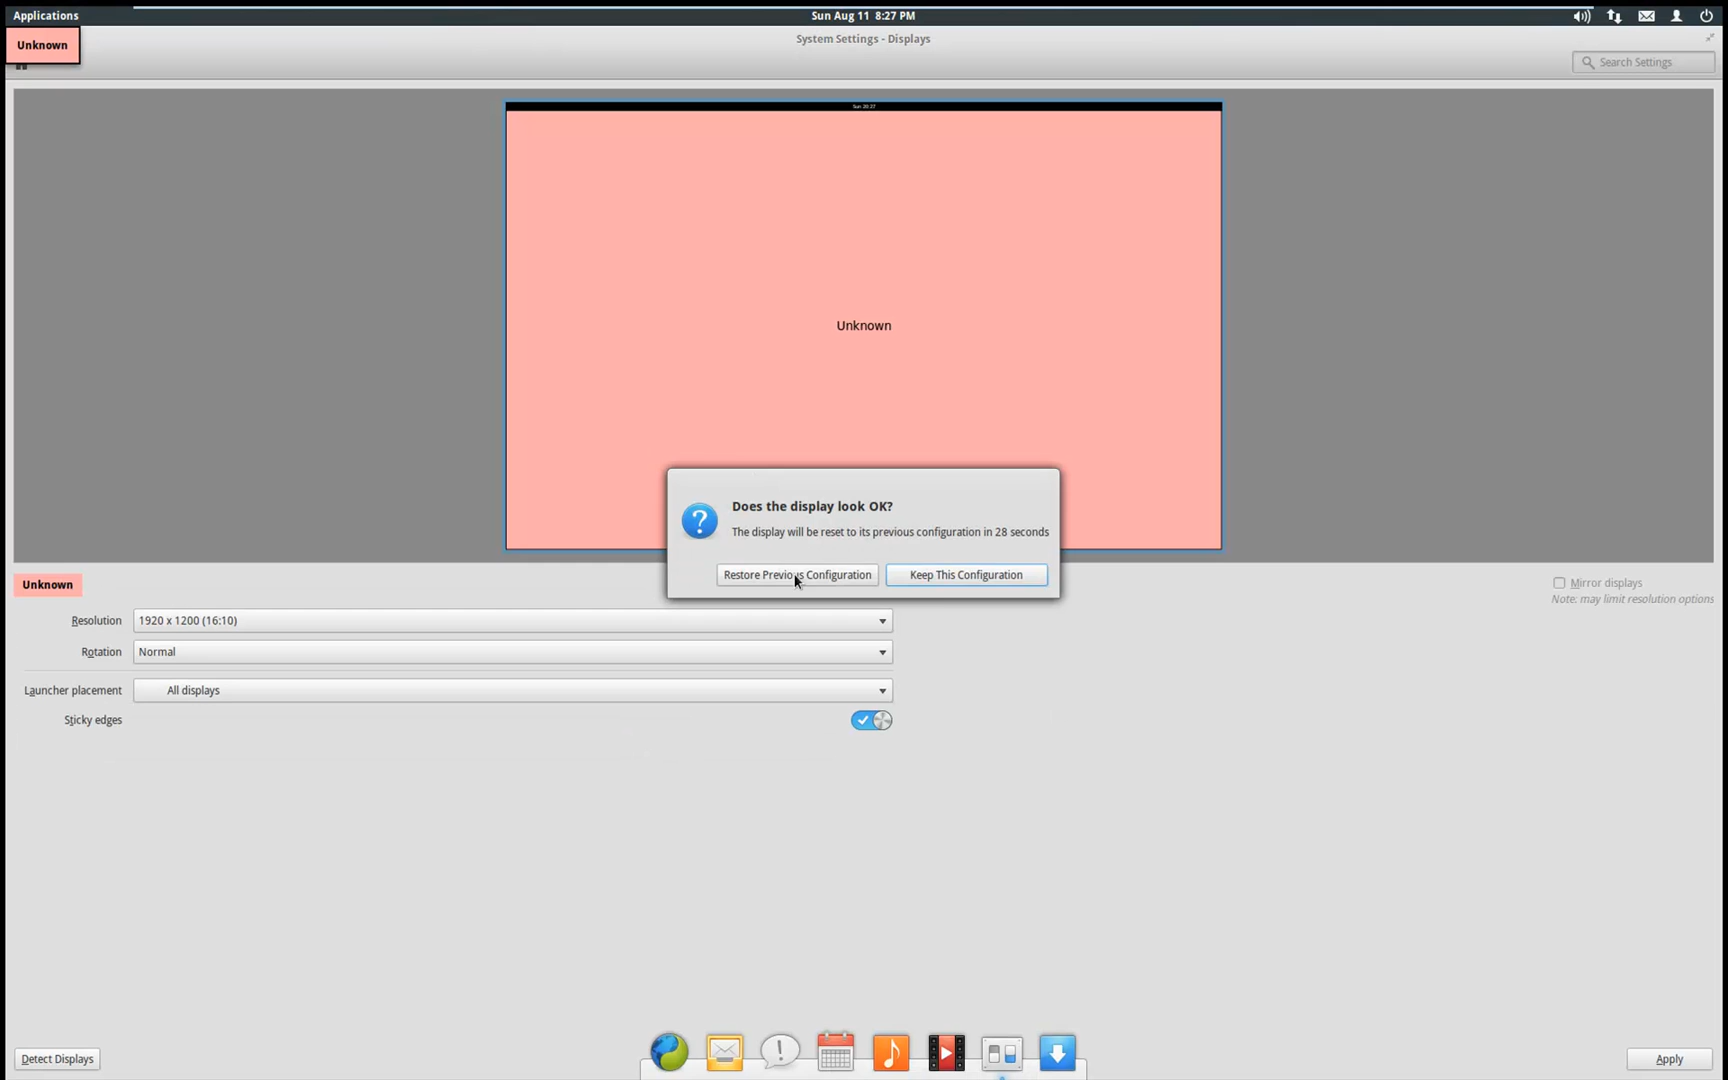 Applications
Sun Aug 11 8:27 PM
Unknown
System Settings - Displays
Search Settings
Sun 20:27
Unknown
Does the display look OK?
The display will be reset to its previous configuration in 28 seconds
Restore Previous Configuration
Keep This Configuration
Unknown
Mirror displays
Note: may limit resolution options
Resolution
1920 x 1200 (16:10)
Rotation
Normal
Launcher placement
All displays
Sticky edges
Detect Displays
Apply